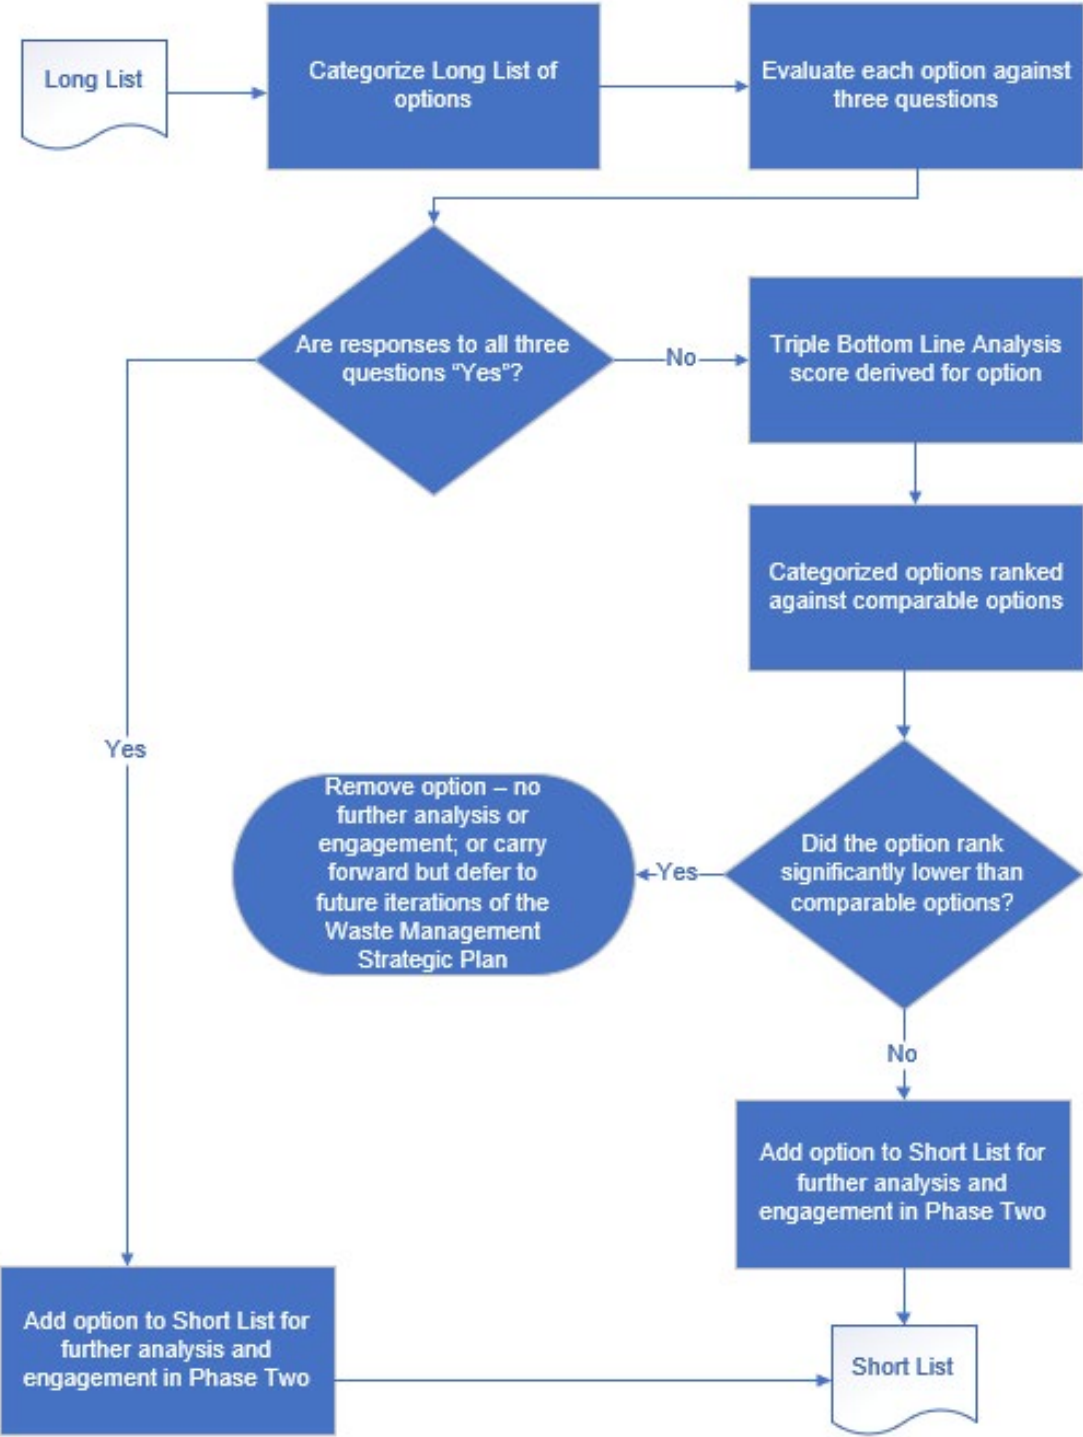 Long List
Categorize Long List of
options
Evaluate each option against
three questions
Are responses to all three
questions “Yes”?
No
Triple Bottom Line Analysis
score derived for option
Categorized options ranked
against comparable options
Yes
Remove option – no
further analysis or
engagement; or carry
forward but defer to
future iterations of the
Waste Management
Strategic Plan
Yes
Did the option rank
significantly lower than
comparable options?
No
Add option to Short List for
further analysis and
engagement in Phase Two
Add option to Short List for
further analysis and
engagement in Phase Two
Short List